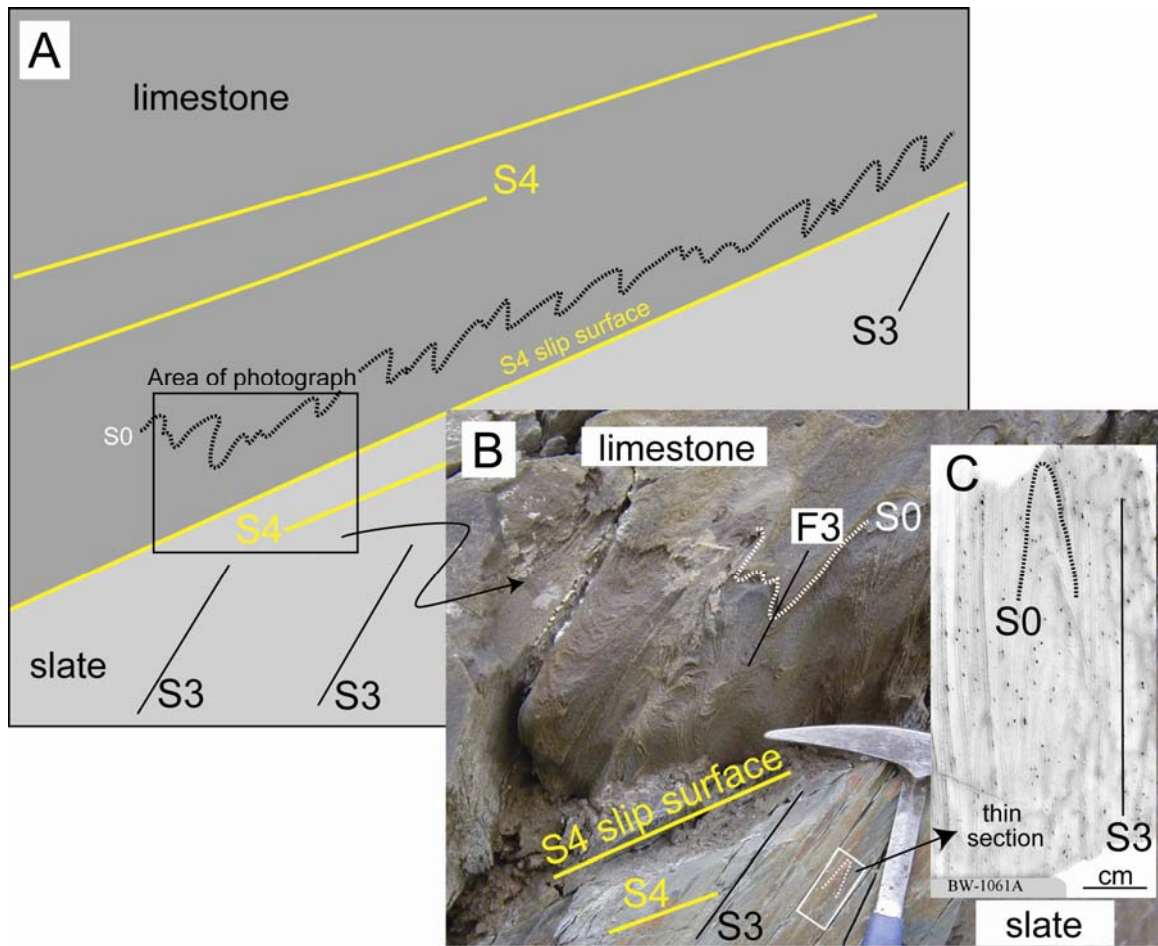 A
limestone
S4
S3
S4 slip surface
Area of photograph
S0
S4
slate
S3
S3
B
limestone
F3
S0
S4 slip surface
S4
S3
C
S0
S3
thin
section
BW-1061A
cm
slate